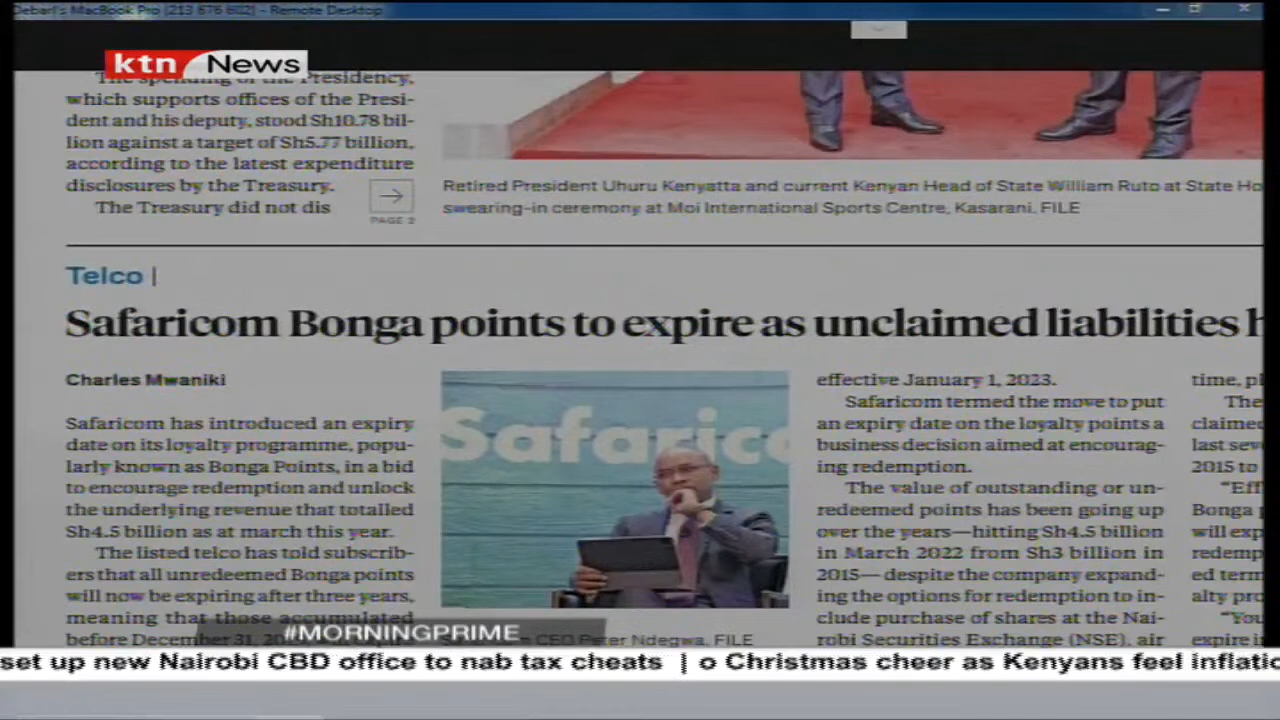 Debarl's MacBook Pro (213 676 602) - Remote Desktop
ktn News
The spending of the Presidency,
which supports offices of the Presi-
dent and his deputy, stood Sh10.78 bil-
lion against a target of Sh5.77 billion,
according to the latest expenditure
disclosures by the Treasury.
The Treasury did not dis
PAGE 2
Retired President Uhuru Kenyatta and current Kenyan Head of State William Ruto at State Ho
swearing-in ceremony at Moi International Sports Centre, Kasarani. FILE
Telco |
Safaricom Bonga points to expire as unclaimed liabilities h
Charles Mwaniki
Safaricom has introduced an expiry
date on its loyalty programme, popu-
larly known as Bonga Points, in a bid
to encourage redemption and unlock
the underlying revenue that totalled
Sh4.5 billion as at march this year.
The listed telco has told subscrib-
ers that all unredeemed Bonga points
will now be expiring after three years,
meaning that those accumulated
before December 31, 20
Safaric
CEO Peter Ndegwa. FILE
effective January 1, 2023.
Safaricom termed the move to put
an expiry date on the loyalty points a
business decision aimed at encourag-
ing redemption.
The value of outstanding or un-
redeemed points has been going up
over the years—hitting Sh4.5 billion
in March 2022 from Sh3 billion in
2015— despite the company expand-
ing the options for redemption to in-
clude purchase of shares at the Nai-
robi Securities Exchange (NSE), air
time, pl
The
claime
last sev
2015 to
"Eff
Bonga
will exp
redemp
ed term
alty pro
"You
expire i
#MORNINGPRIME
set up new Nairobi CBD office to nab tax cheats | o Christmas cheer as Kenyans feel inflatio